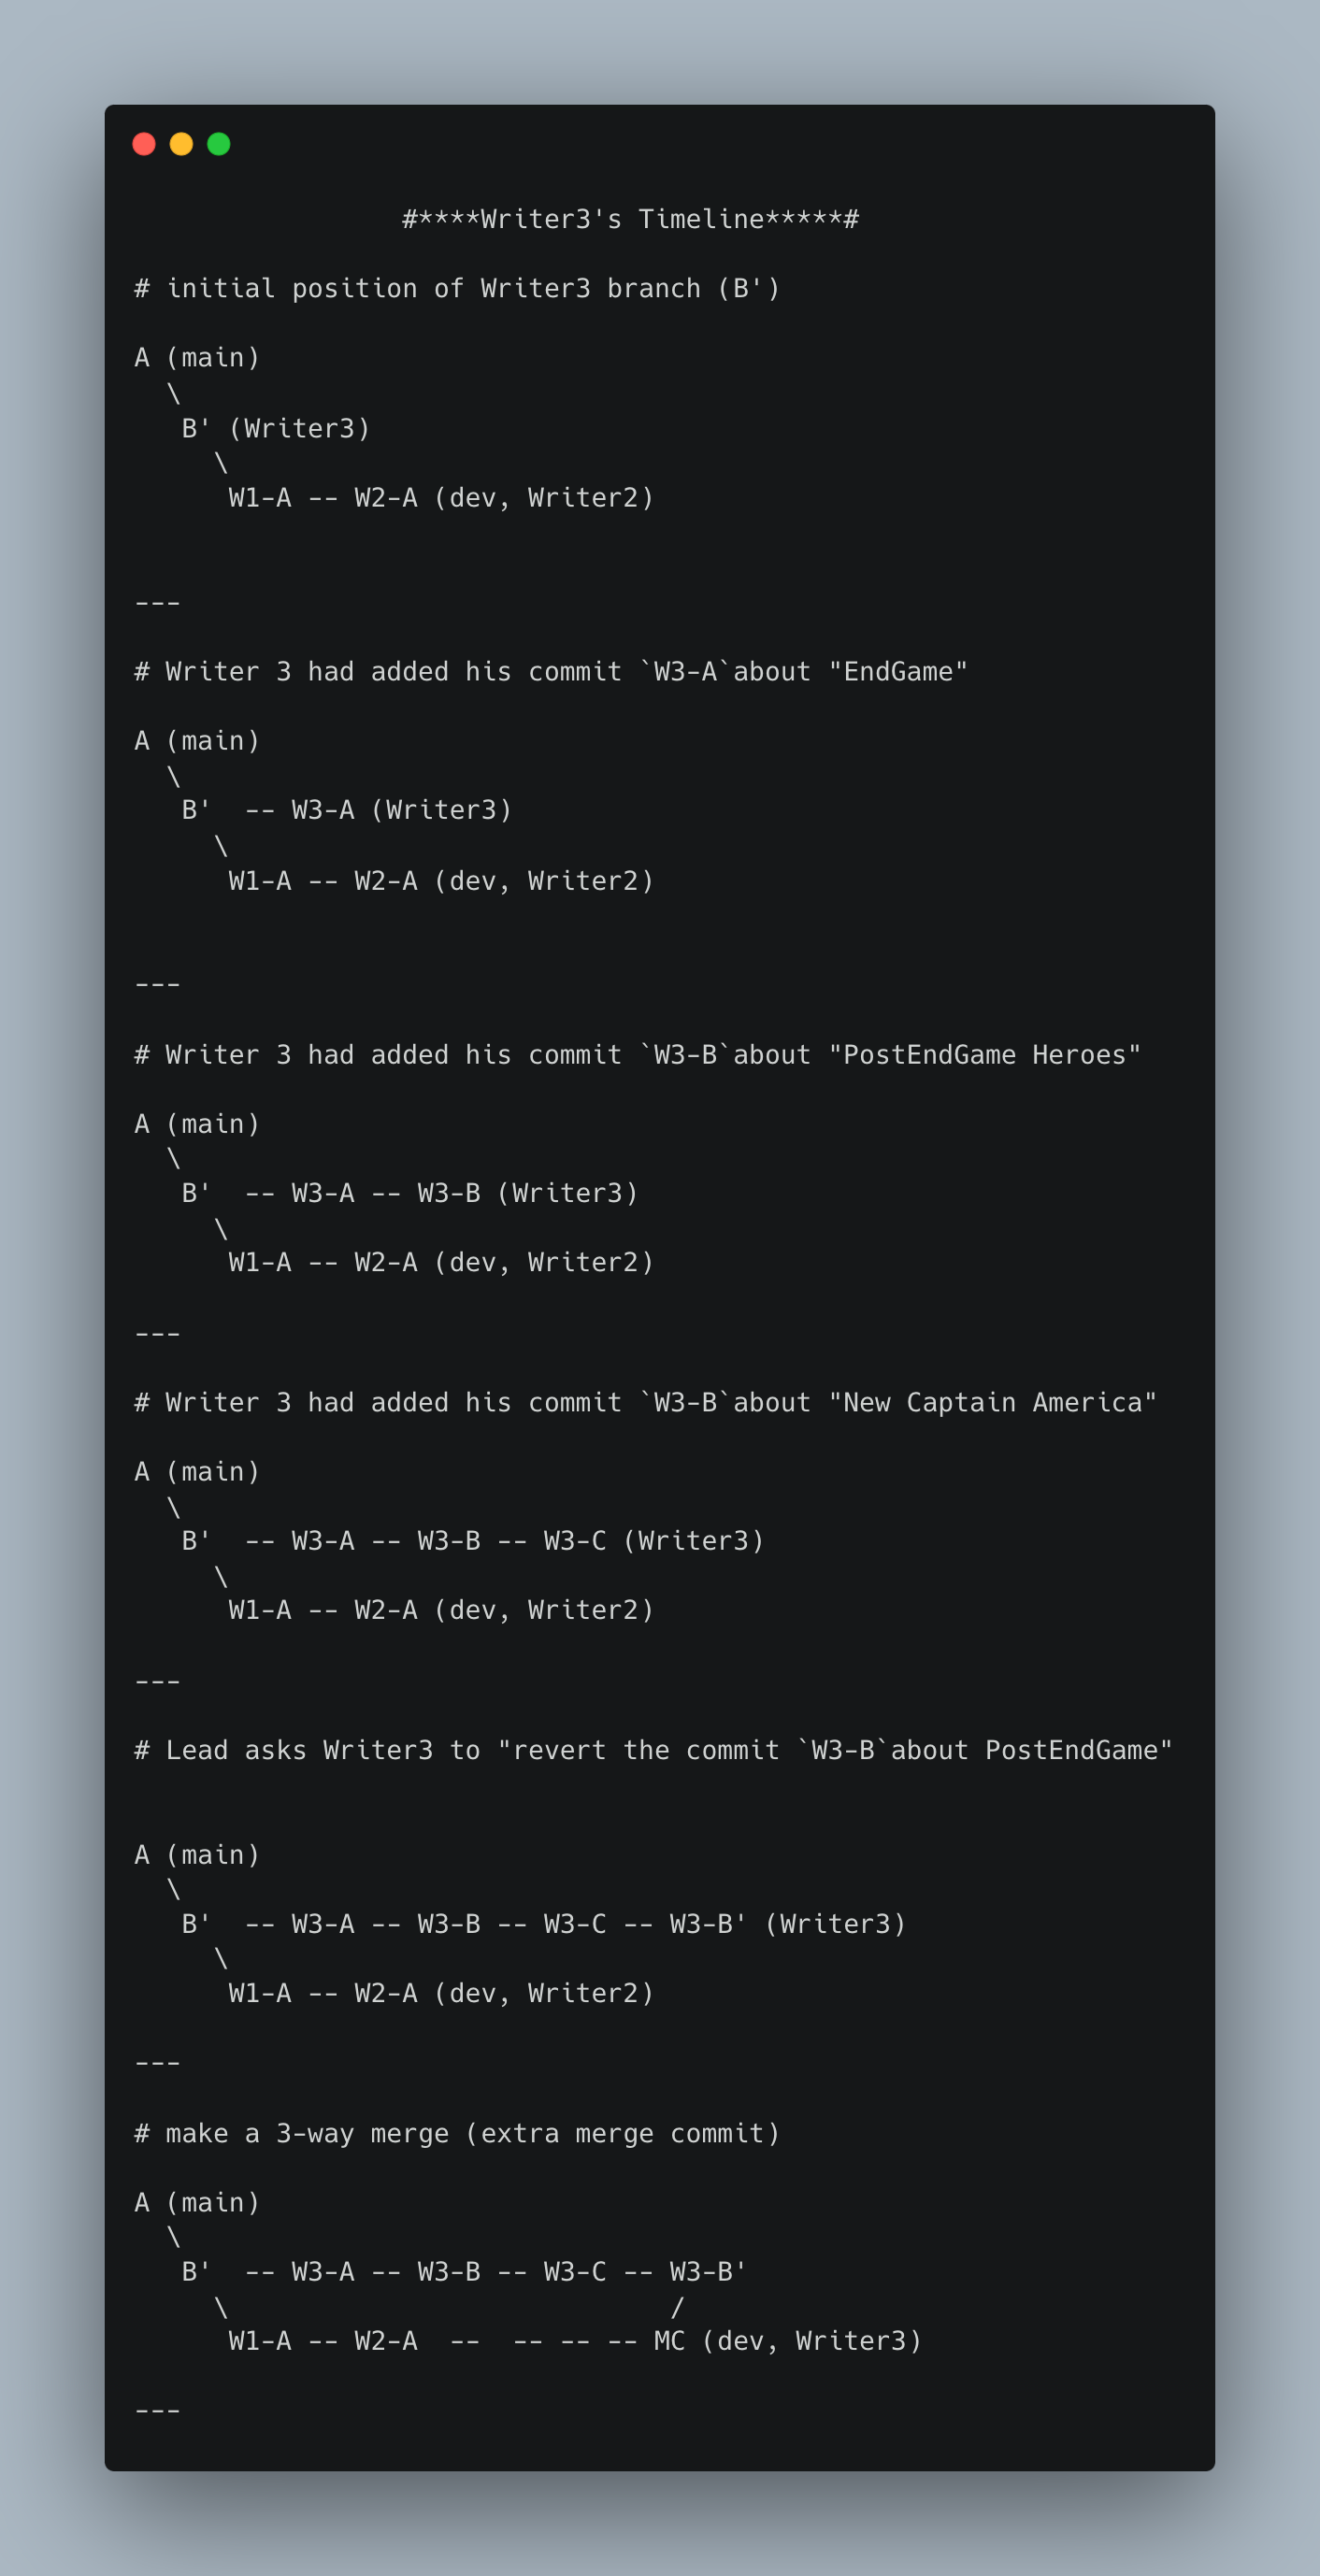 #****Writer3's Timeline*****#
# initial position of Writer3 branch (B')
A (main)
  \
   B' (Writer3)
     \
      W1-A -- W2-A (dev, Writer2)
---
# Writer 3 had added his commit `W3-A`about "EndGame"
A (main)
  \
   B'  -- W3-A (Writer3)
     \
      W1-A -- W2-A (dev, Writer2)
---
# Writer 3 had added his commit `W3-B`about "PostEndGame Heroes"
A (main)
  \
   B'  -- W3-A -- W3-B (Writer3)
     \
      W1-A -- W2-A (dev, Writer2)
---
# Writer 3 had added his commit `W3-B`about "New Captain America"
A (main)
  \
   B'  -- W3-A -- W3-B -- W3-C (Writer3)
     \
      W1-A -- W2-A (dev, Writer2)
---
# Lead asks Writer3 to "revert the commit `W3-B`about PostEndGame"
A (main)
  \
   B'  -- W3-A -- W3-B -- W3-C -- W3-B' (Writer3)
     \
      W1-A -- W2-A (dev, Writer2)
---
# make a 3-way merge (extra merge commit)
A (main)
  \
   B'  -- W3-A -- W3-B -- W3-C -- W3-B'
     \                            /
      W1-A -- W2-A  --  -- -- -- MC (dev, Writer3)
---